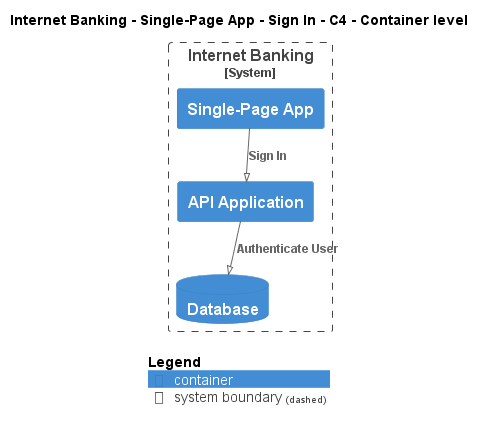 Internet Banking - Single-Page App - Sign In - C4 - Container level
Internet Banking
[System]
Single-Page App
Sign In
API Application
Authenticate User
Database
Legend
container
system boundary (dashed)